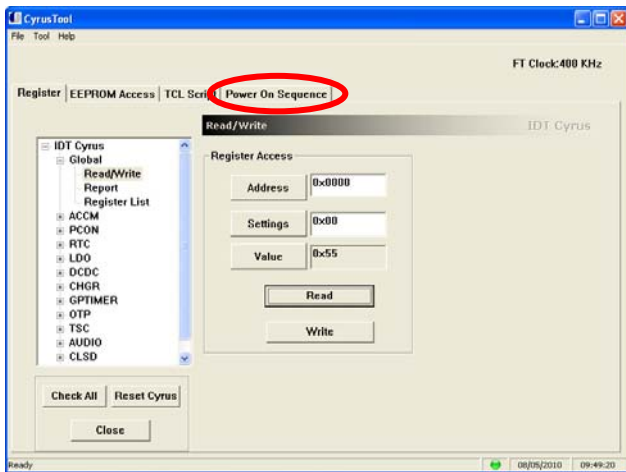 CyrusTool
File Tool Help
FT Clock:400 KHz
Register EEPROM Access TCL Script Power On Sequence
Read/Write IDT Cyrus
IDT Cyrus
Global
Read/Write
Report
Register List
ACCM
PCON
RTC
LDO
DCDC
CHGR
GPTIMER
OTP
TSC
AUDIO
CLSD
Register Access
Address 0x0000
Settings 0x00
Value 0x55
Read
Write
Check All Reset Cyrus
Close
Ready 08/05/2010 09:49:20